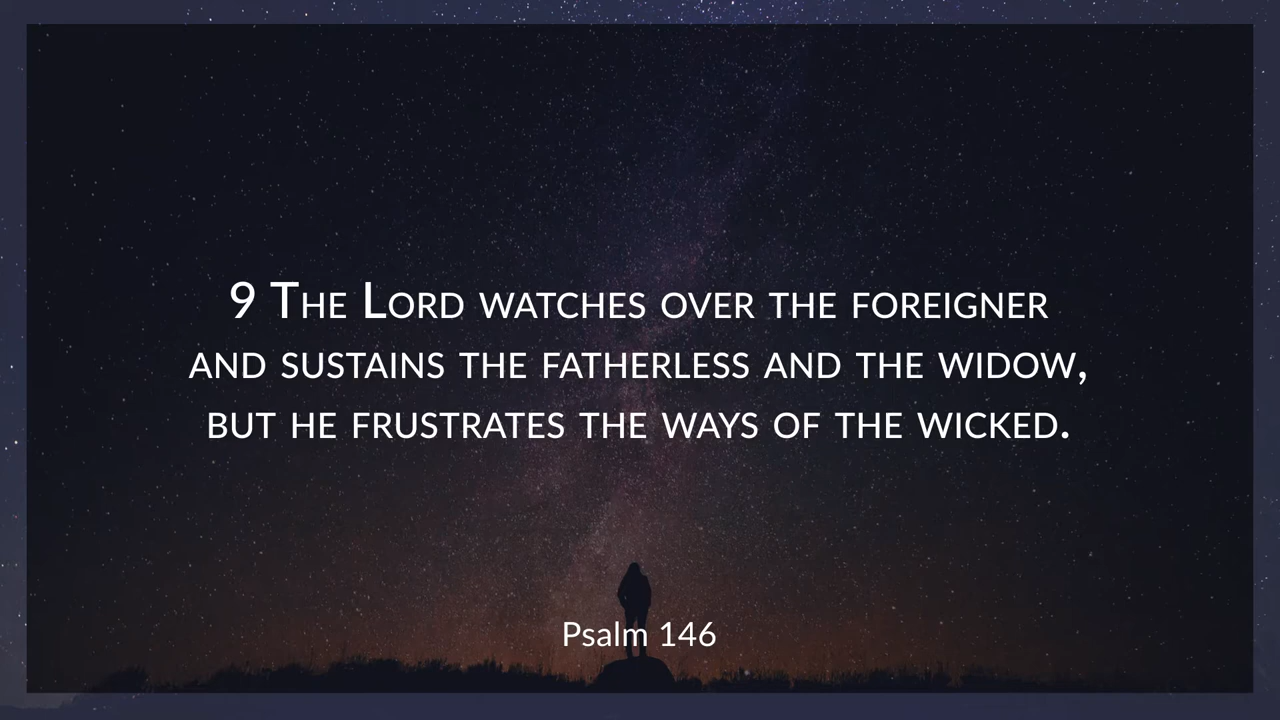 9 The Lord watches over the foreigner
and sustains the fatherless and the widow,
but he frustrates the ways of the wicked.
Psalm 146